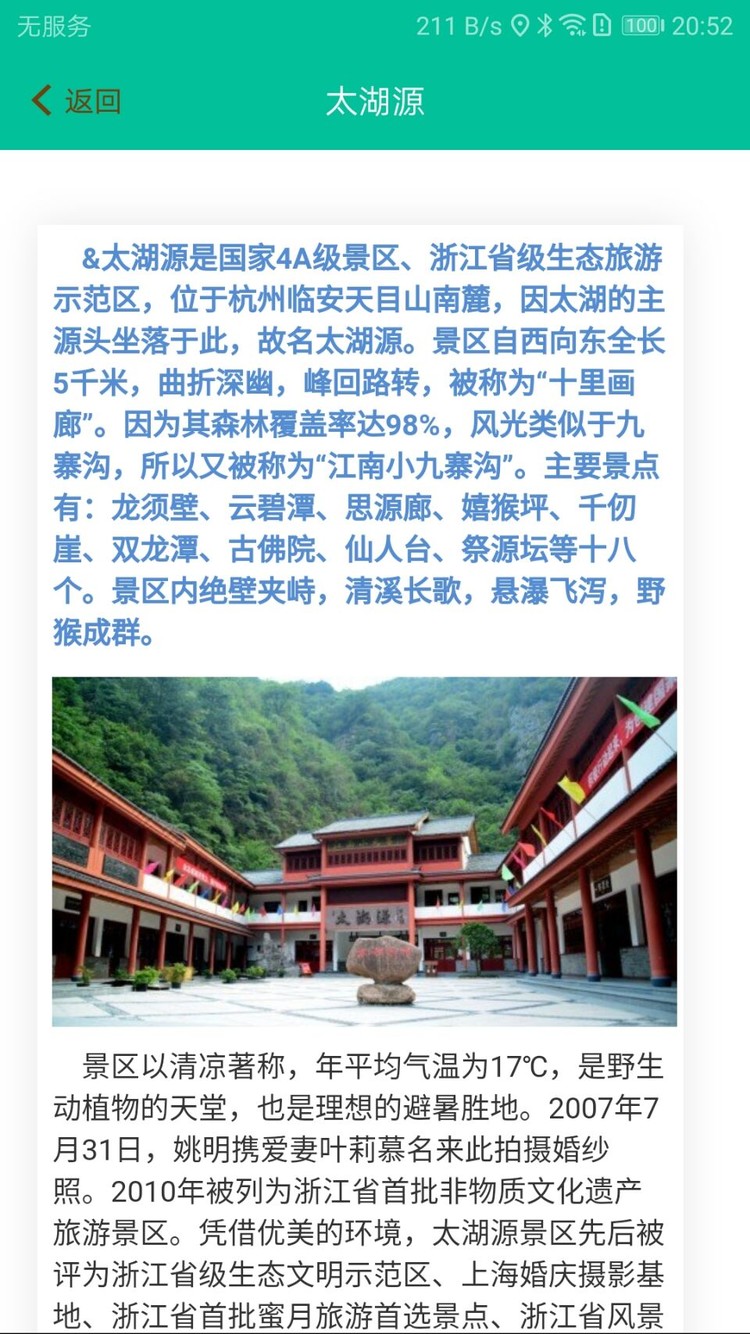 无服务
211 B/s
100
20:52
返回
太湖源
&太湖源是国家4A级景区、浙江省级生态旅游
示范区，位于杭州临安天目山南麓，因太湖的主
源头坐落于此，故名太湖源。景区自西向东全长
5千米，曲折深幽，峰回路转，被称为“十里画
廊”。因为其森林覆盖率达98%，风光类似于九
寨沟，所以又被称为“江南小九寨沟”。主要景点
有：龙须壁、云碧潭、思源廊、嬉猴坪、千仞
崖、双龙潭、古佛院、仙人台、祭源坛等十八
个。景区内绝壁夹峙，清溪长歌，悬瀑飞泻，野
猴成群。
太湖源
景区以清凉著称，年平均气温为17℃，是野生
动植物的天堂，也是理想的避暑胜地。2007年7
月31日，姚明携爱妻叶莉慕名来此拍摄婚纱
照。2010年被列为浙江省首批非物质文化遗产
旅游景区。凭借优美的环境，太湖源景区先后被
评为浙江省级生态文明示范区、上海婚庆摄影基
地、浙江省首批蜜月旅游首选景点、浙江省风景